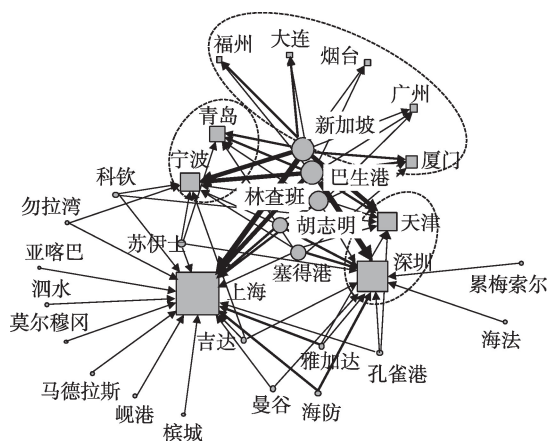 福州
大连
烟台
广州
青岛
新加坡
厦门
宁波
巴生港
科钦
林查班
勿拉湾
胡志明
天津
苏伊士
亚喀巴
塞得港
深圳
泗水
上海
累梅索尔
莫尔穆冈
吉达
雅加达
海法
孔雀港
马德拉斯
岘港
曼谷
海防
槟城